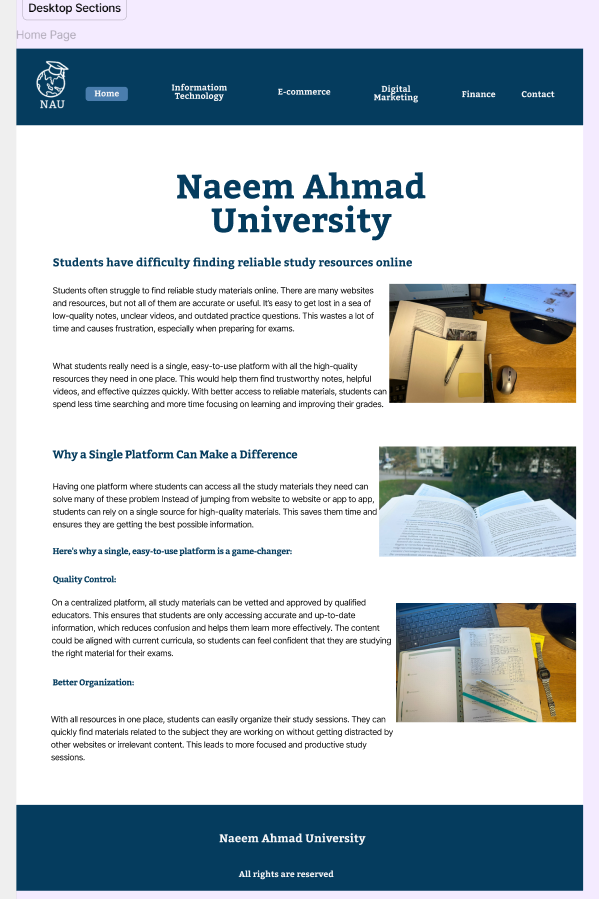 Desktop Sections
Home Page
NAU
Home
Informatiom
Technology
E-commerce
Digital
Marketing
Finance
Contact
Naeem Ahmad
University
Students have difficulty finding reliable study resources online
Students often struggle to find reliable study materials online. There are many websites
and resources, but not all of them are accurate or useful. It's easy to get lost in a sea of
low-quality notes, unclear videos, and outdated practice questions. This wastes a lot of
time and causes frustration, especially when preparing for exams.
What students really need is a single, easy-to-use platform with all the high-quality
resources they need in one place. This would help them find trustworthy notes, helpful
videos, and effective quizzes quickly. With better access to reliable materials, students can
spend less time searching and more time focusing on learning and improving their grades.
Why a Single Platform Can Make a Difference
Having one platform where students can access all the study materials they need can
solve many of these problem Instead of jumping from website to website or app to app,
students can rely on a single source for high-quality materials. This saves them time and
ensures they are getting the best possible information.
Here's why a single, easy-to-use platform is a game-changer:
Quality Control:
On a centralized platform, all study materials can be vetted and approved by qualified
educators. This ensures that students are only accessing accurate and up-to-date
information, which reduces confusion and helps them learn more effectively. The content
could be aligned with current curricula, so students can feel confident that they are studying
the right material for their exams.
Better Organization:
With all resources in one place, students can easily organize their study sessions. They can
quickly find materials related to the subject they are working on without getting distracted by
other websites or irrelevant content. This leads to more focused and productive study
sessions.
Naeem Ahmad University
All rights are reserved